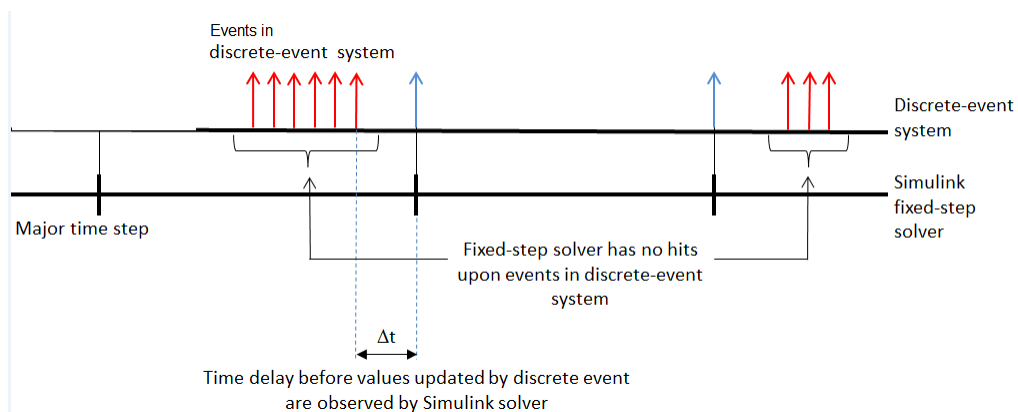 Events in
discrete-event system
Discrete-event
system
Simulink
fixed-step
solver
Major time step
Fixed-step solver has no hits
upon events in discrete-event
system
Δt
Time delay before values updated by discrete event
are observed by Simulink solver